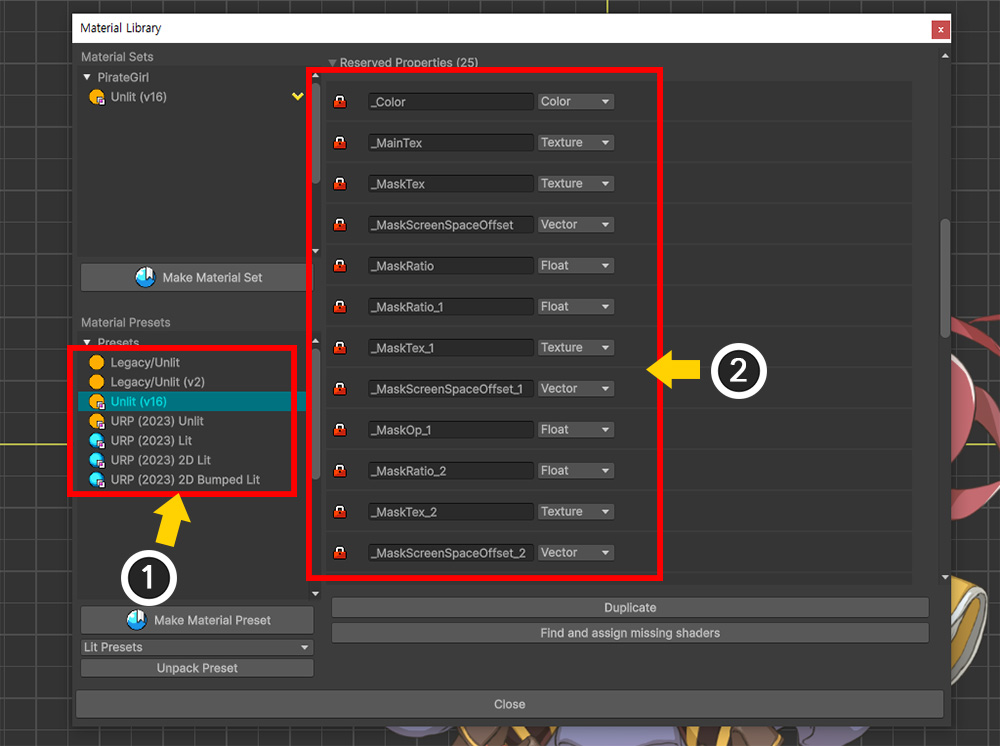 Material Library
x
Material Sets
PirateGirl
Unlit (v16)
Make Material Set
Material Presets
Presets
Legacy/Unlit
Legacy/Unlit (v2)
Unlit (v16)
URP (2023) Unlit
URP (2023) Lit
URP (2023) 2D Lit
URP (2023) 2D Bumped Lit
1
Make Material Preset
Lit Presets
Unpack Preset
Reserved Properties (25)
_Color Color
_MainTex Texture
_MaskTex Texture
_MaskScreenSpaceOffset Vector
_MaskRatio Float
_MaskRatio_1 Float
_MaskTex_1 Texture
_MaskScreenSpaceOffset_1 Vector
_MaskOp_1 Float
_MaskRatio_2 Float
_MaskTex_2 Texture
_MaskScreenSpaceOffset_2 Vector
2
Duplicate
Find and assign missing shaders
Close